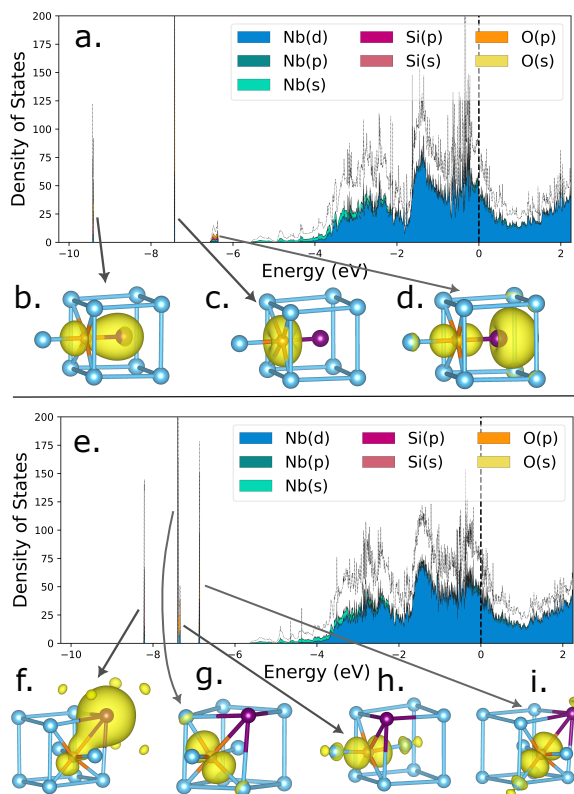 a.
Density of States
200
175
150
125
100
75
50
25
0
Nb(d) Si(p) O(p)
Nb(p) Si(s) O(s)
Nb(s)
−10 −8 −6 −4 −2 0 2
Energy (eV)
b. c. d.
e.
Density of States
200
175
150
125
100
75
50
25
0
Nb(d) Si(p) O(p)
Nb(p) Si(s) O(s)
Nb(s)
−10 −8 −6 −4 −2 0 2
Energy (eV)
f. g. h. i.